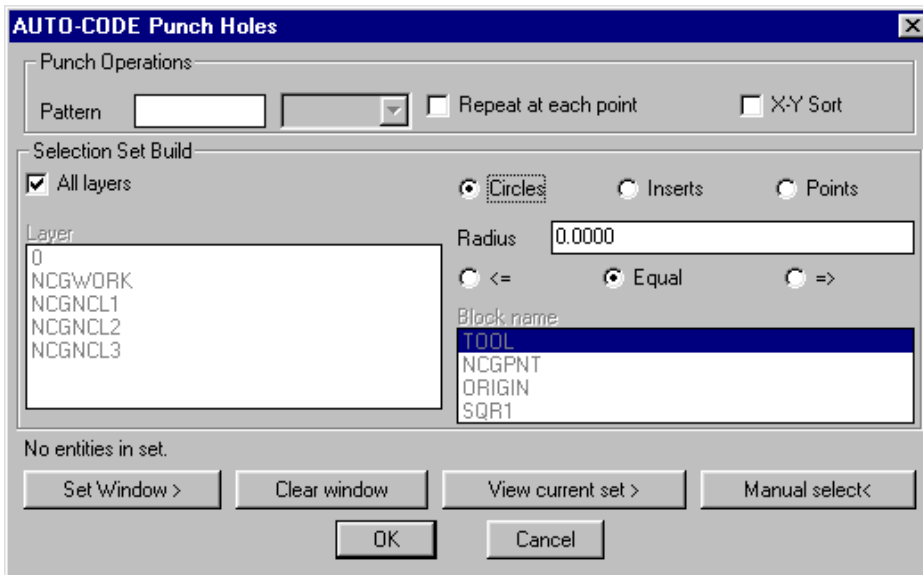 AUTO-CODE Punch Holes
Punch Operations
Pattern Repeat at each point X-Y Sort
Selection Set Build
All layers Circles Inserts Points
Layer Radius 0.0000
0
NCGWORK
NCGNCL1
NCGNCL2
NCGNCL3
<= Equal =>
Block name
TOOL
NCGPNT
ORIGIN
SQR1
No entities in set.
Set Window > Clear window View current set > Manual select<
OK Cancel